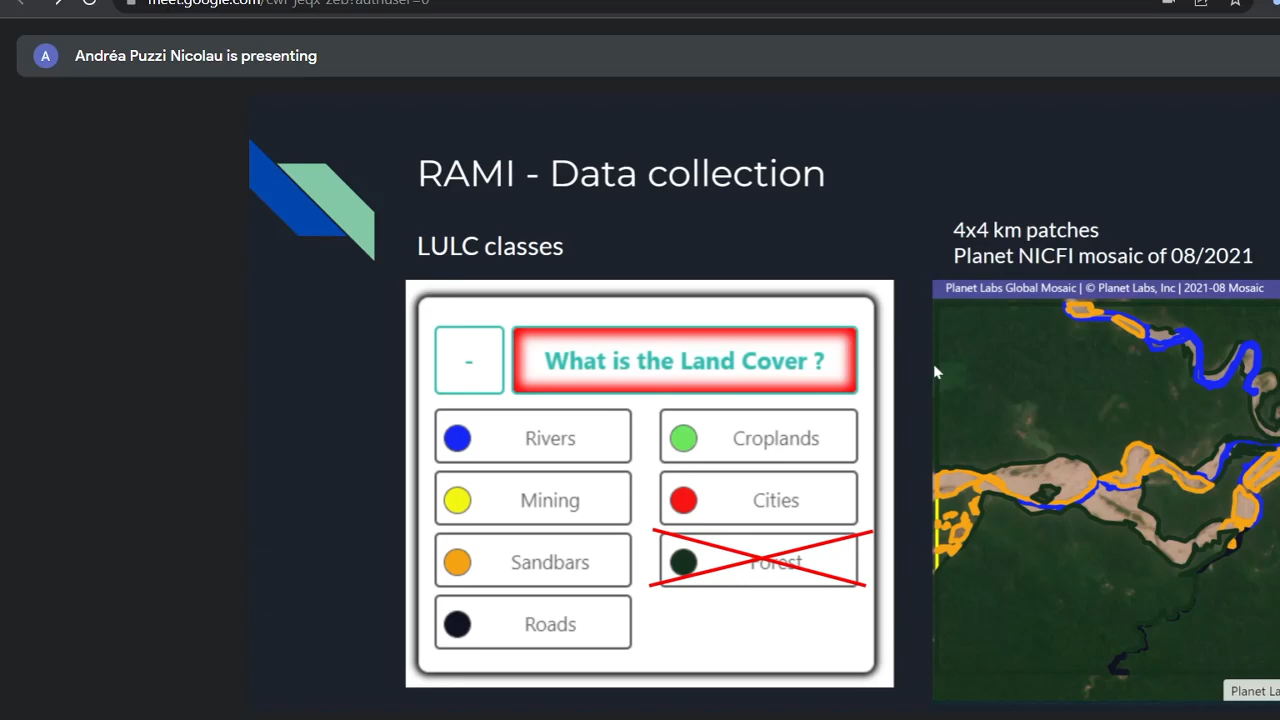 A
Andréa Puzzi Nicolau is presenting
RAMI - Data collection
LULC classes
4x4 km patches
Planet NICFI mosaic of 08/2021
Planet Labs Global Mosaic | © Planet Labs, Inc | 2021-08 Mosaic
-
What is the Land Cover ?
Rivers
Croplands
Mining
Cities
Sandbars
Forest
Roads
Planet La